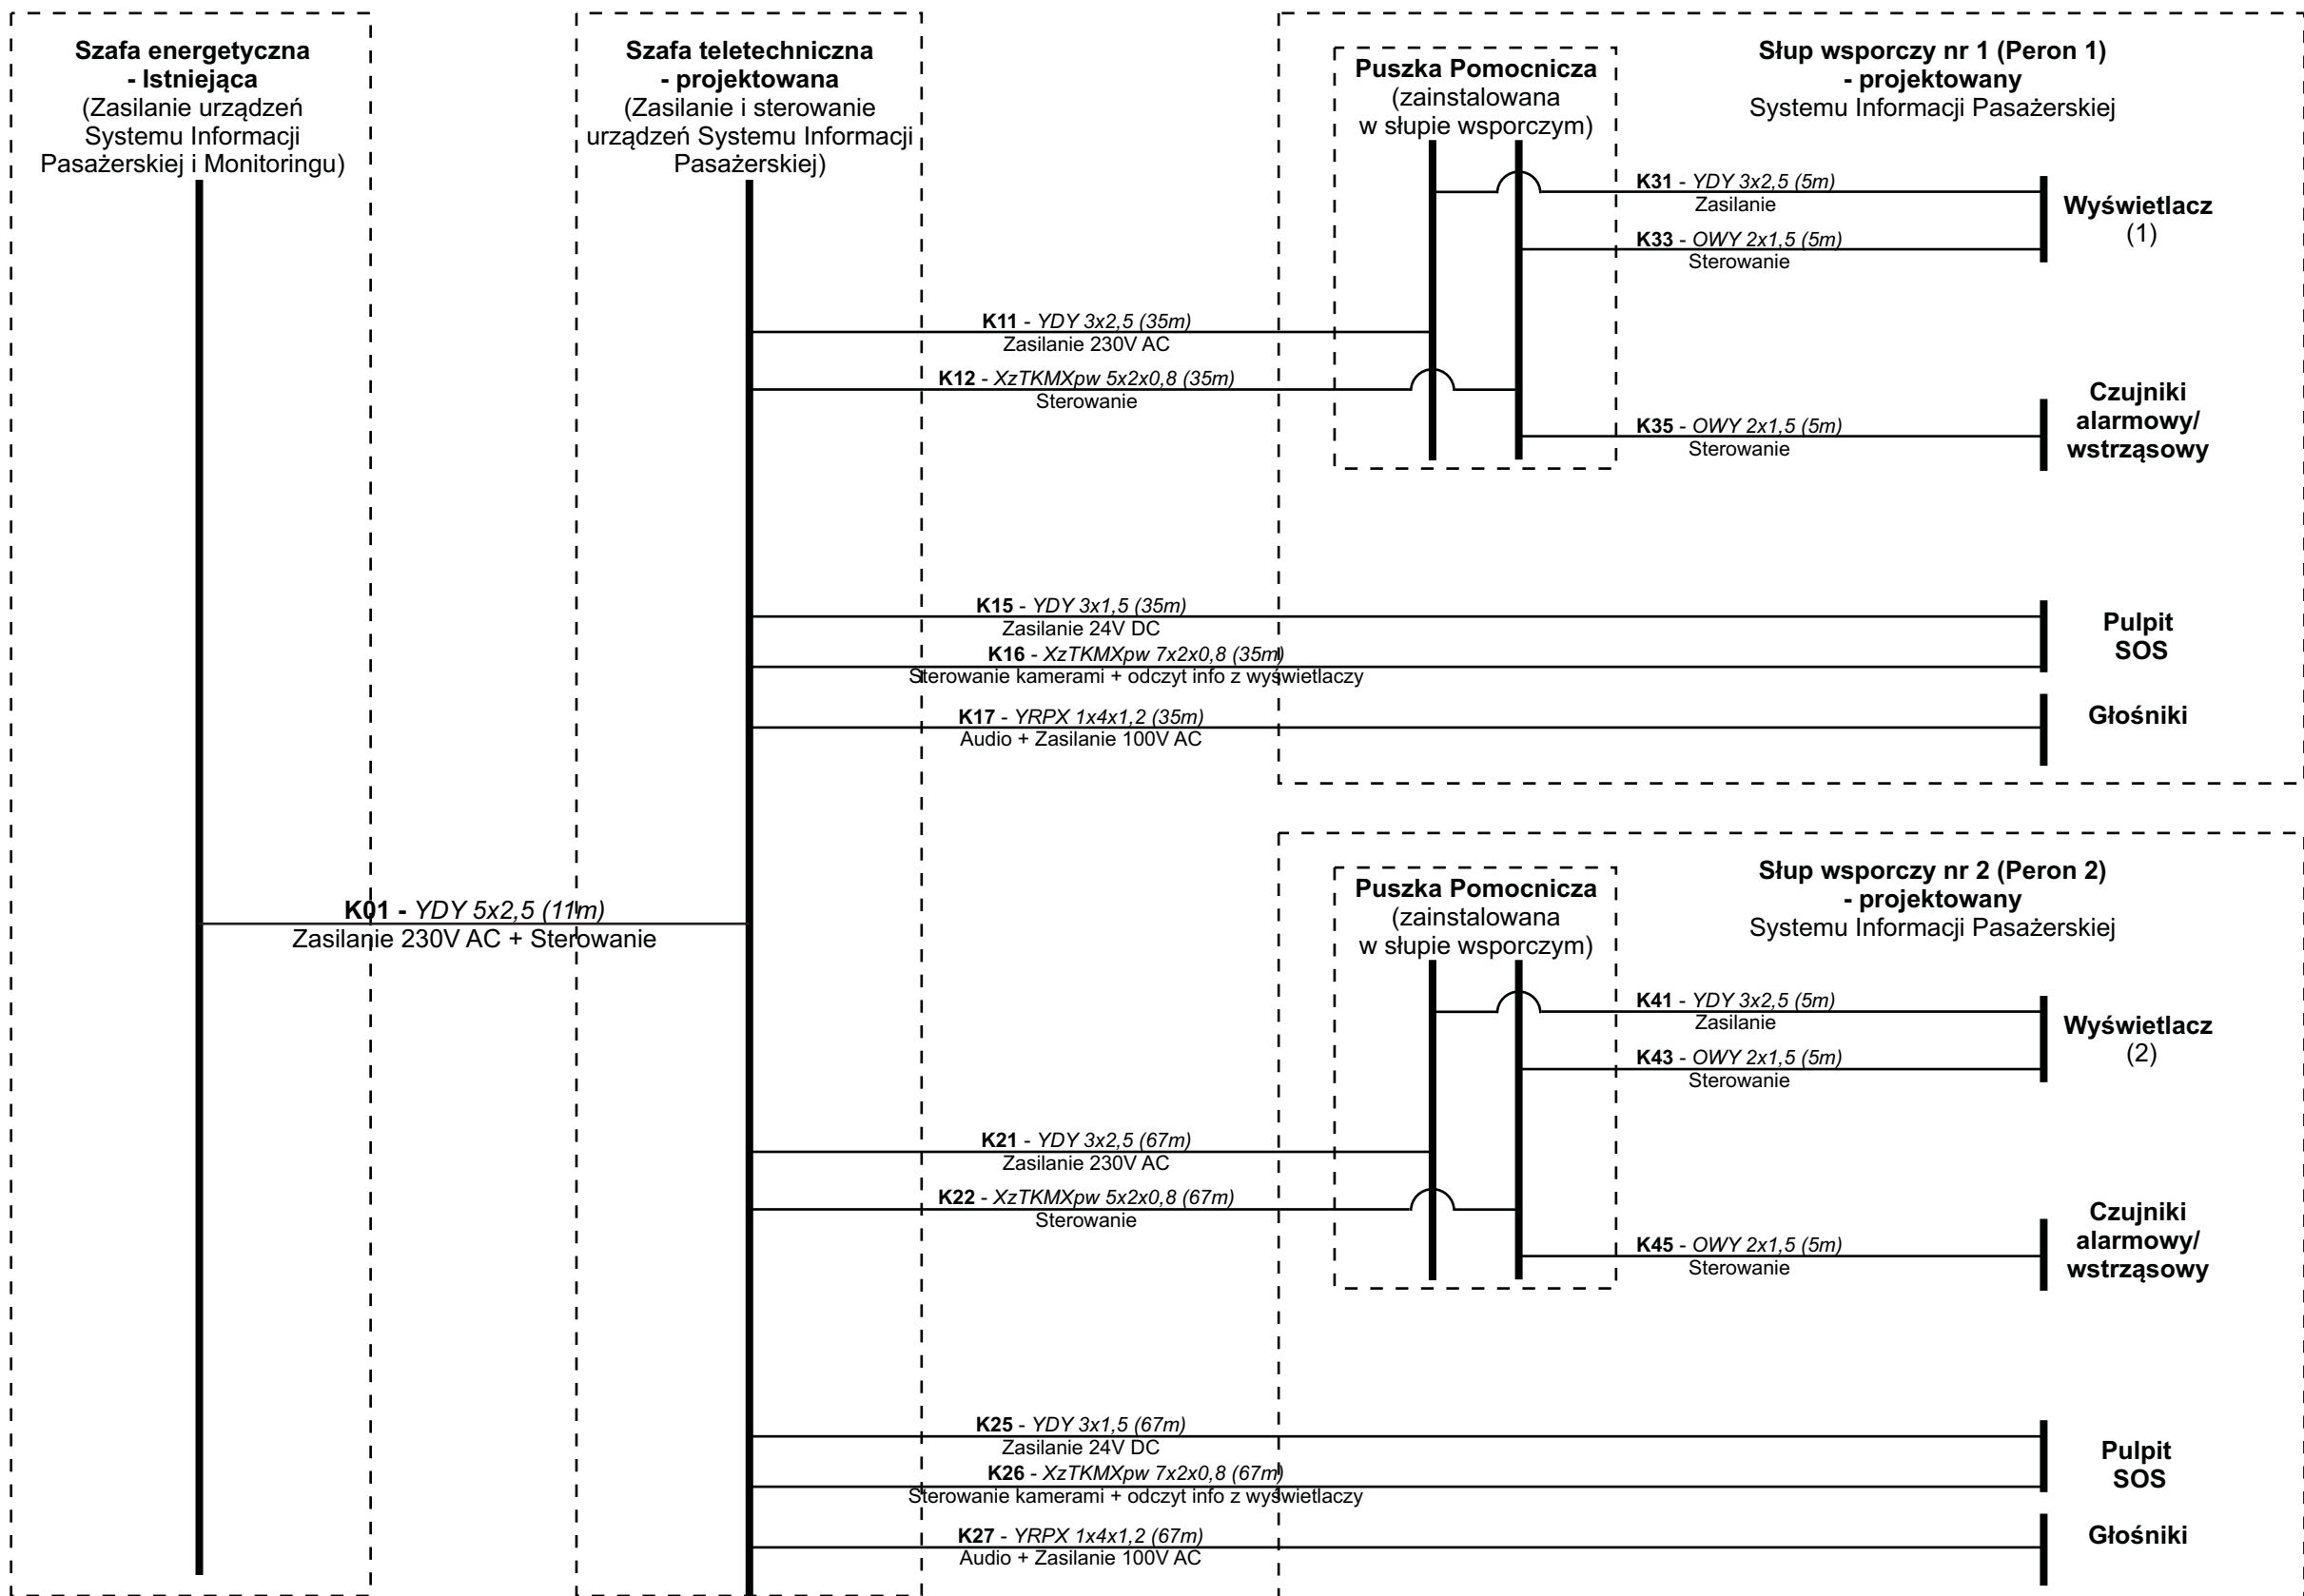 Szafa energetyczna
- Istniejąca
(Zasilanie urządzeń
Systemu Informacji
Pasażerskiej i Monitoringu)
Szafa teletechniczna
- projektowana
(Zasilanie i sterowanie
urządzeń Systemu Informacji
Pasażerskiej)
K01 - YDY 5x2,5 (11m)
Zasilanie 230V AC + Sterowanie
Puszka Pomocnicza
(zainstalowana
w słupie wsporczym)
Słup wsporczy nr 1 (Peron 1)
- projektowany
Systemu Informacji Pasażerskiej
K31 - YDY 3x2,5 (5m)
Zasilanie
K33 - OWY 2x1,5 (5m)
Sterowanie
Wyświetlacz
(1)
K11 - YDY 3x2,5 (35m)
Zasilanie 230V AC
K12 - XzTKMXpw 5x2x0,8 (35m)
Sterowanie
K35 - OWY 2x1,5 (5m)
Sterowanie
Czujniki
alarmowy/
wstrząsowy
K15 - YDY 3x1,5 (35m)
Zasilanie 24V DC
K16 - XzTKMXpw 7x2x0,8 (35m)
Sterowanie kamerami + odczyt info z wyświetlaczy
Pulpit
SOS
K17 - YRPX 1x4x1,2 (35m)
Audio + Zasilanie 100V AC
Głośniki
Puszka Pomocnicza
(zainstalowana
w słupie wsporczym)
Słup wsporczy nr 2 (Peron 2)
- projektowany
Systemu Informacji Pasażerskiej
K41 - YDY 3x2,5 (5m)
Zasilanie
K43 - OWY 2x1,5 (5m)
Sterowanie
Wyświetlacz
(2)
K21 - YDY 3x2,5 (67m)
Zasilanie 230V AC
K22 - XzTKMXpw 5x2x0,8 (67m)
Sterowanie
K45 - OWY 2x1,5 (5m)
Sterowanie
Czujniki
alarmowy/
wstrząsowy
K25 - YDY 3x1,5 (67m)
Zasilanie 24V DC
K26 - XzTKMXpw 7x2x0,8 (67m)
Sterowanie kamerami + odczyt info z wyświetlaczy
Pulpit
SOS
K27 - YRPX 1x4x1,2 (67m)
Audio + Zasilanie 100V AC
Głośniki